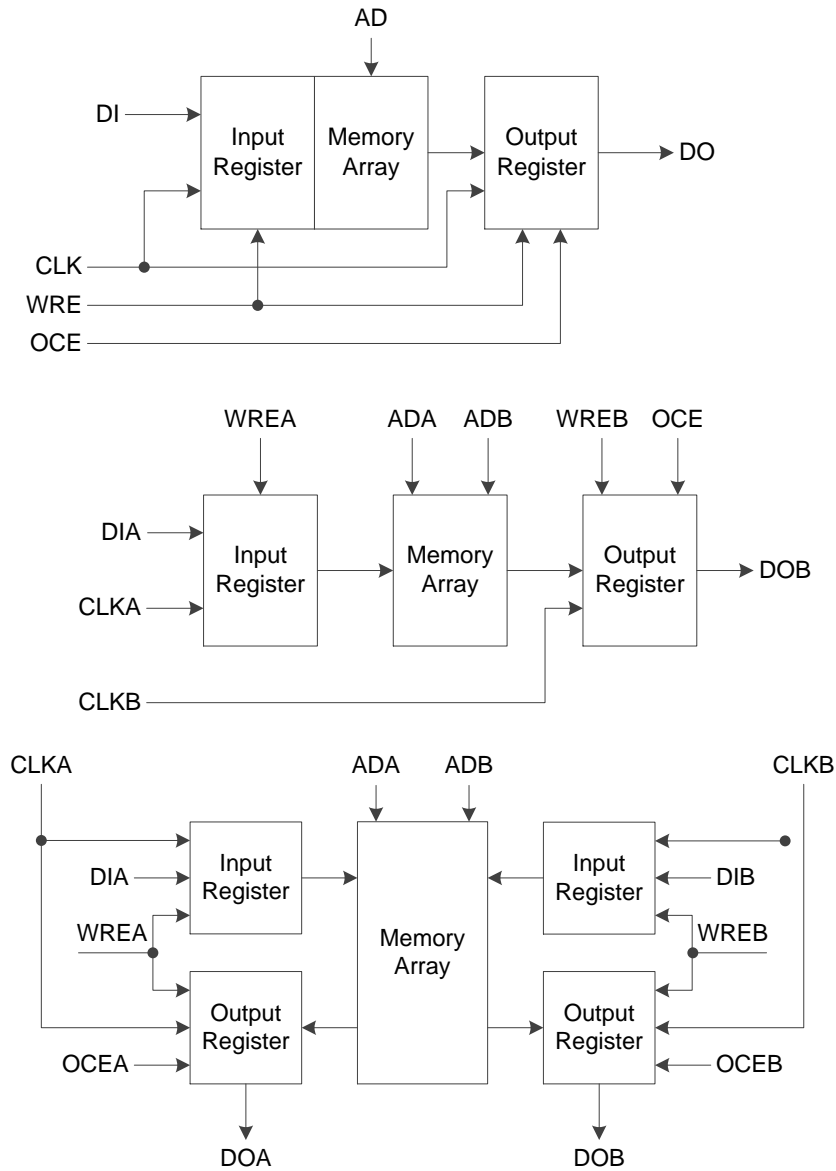 AD
DI
Input
Register
Memory
Array
Output
Register
DO
CLK
WRE
OCE
WREA
ADA
ADB
WREB
OCE
DIA
Input
Register
Memory
Array
Output
Register
DOB
CLKA
CLKB
CLKA
ADA
ADB
CLKB
DIA
Input
Register
Input
Register
DIB
WREA
Memory
Array
WREB
Output
Register
Output
Register
OCEA
OCEB
DOA
DOB